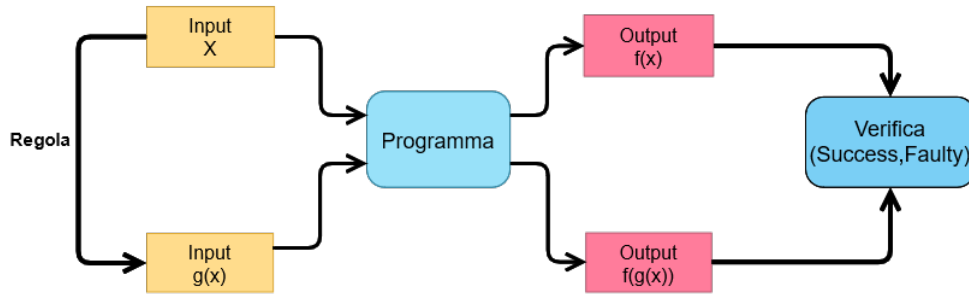 Input
X
Output
f(x)
Regola
Programma
Verifica
(Success,Faulty)
Input
g(x)
Output
f(g(x))